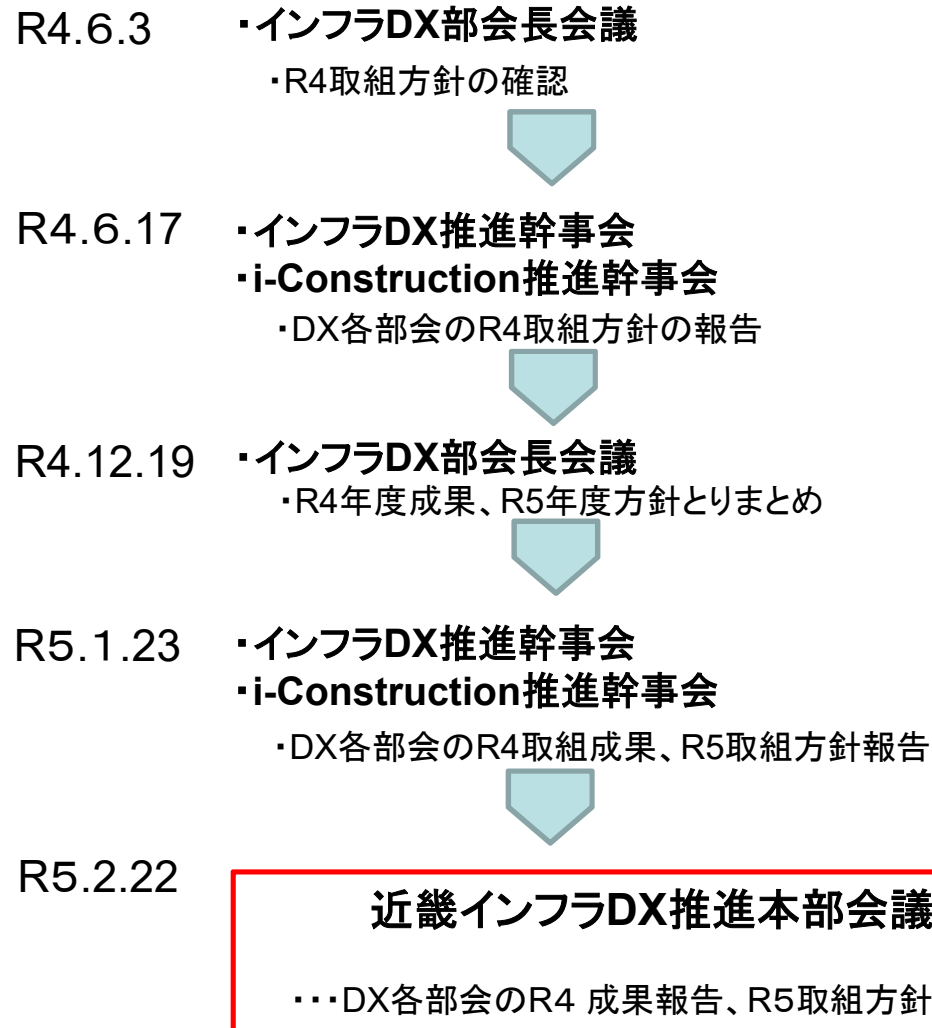 R4.6.3 ・インフラDX部会長会議
・R4取組方針の確認
R4.6.17 ・インフラDX推進幹事会
・i-Construction推進幹事会
・DX各部会のR4取組方針の報告
R4.12.19 ・インフラDX部会長会議
・R4年度成果、R5年度方針とりまとめ
R5.1.23 ・インフラDX推進幹事会
・i-Construction推進幹事会
・DX各部会のR4取組成果、R5取組方針報告
R5.2.22
近畿インフラDX推進本部会議
・・・DX各部会のR4 成果報告、R5取組方針